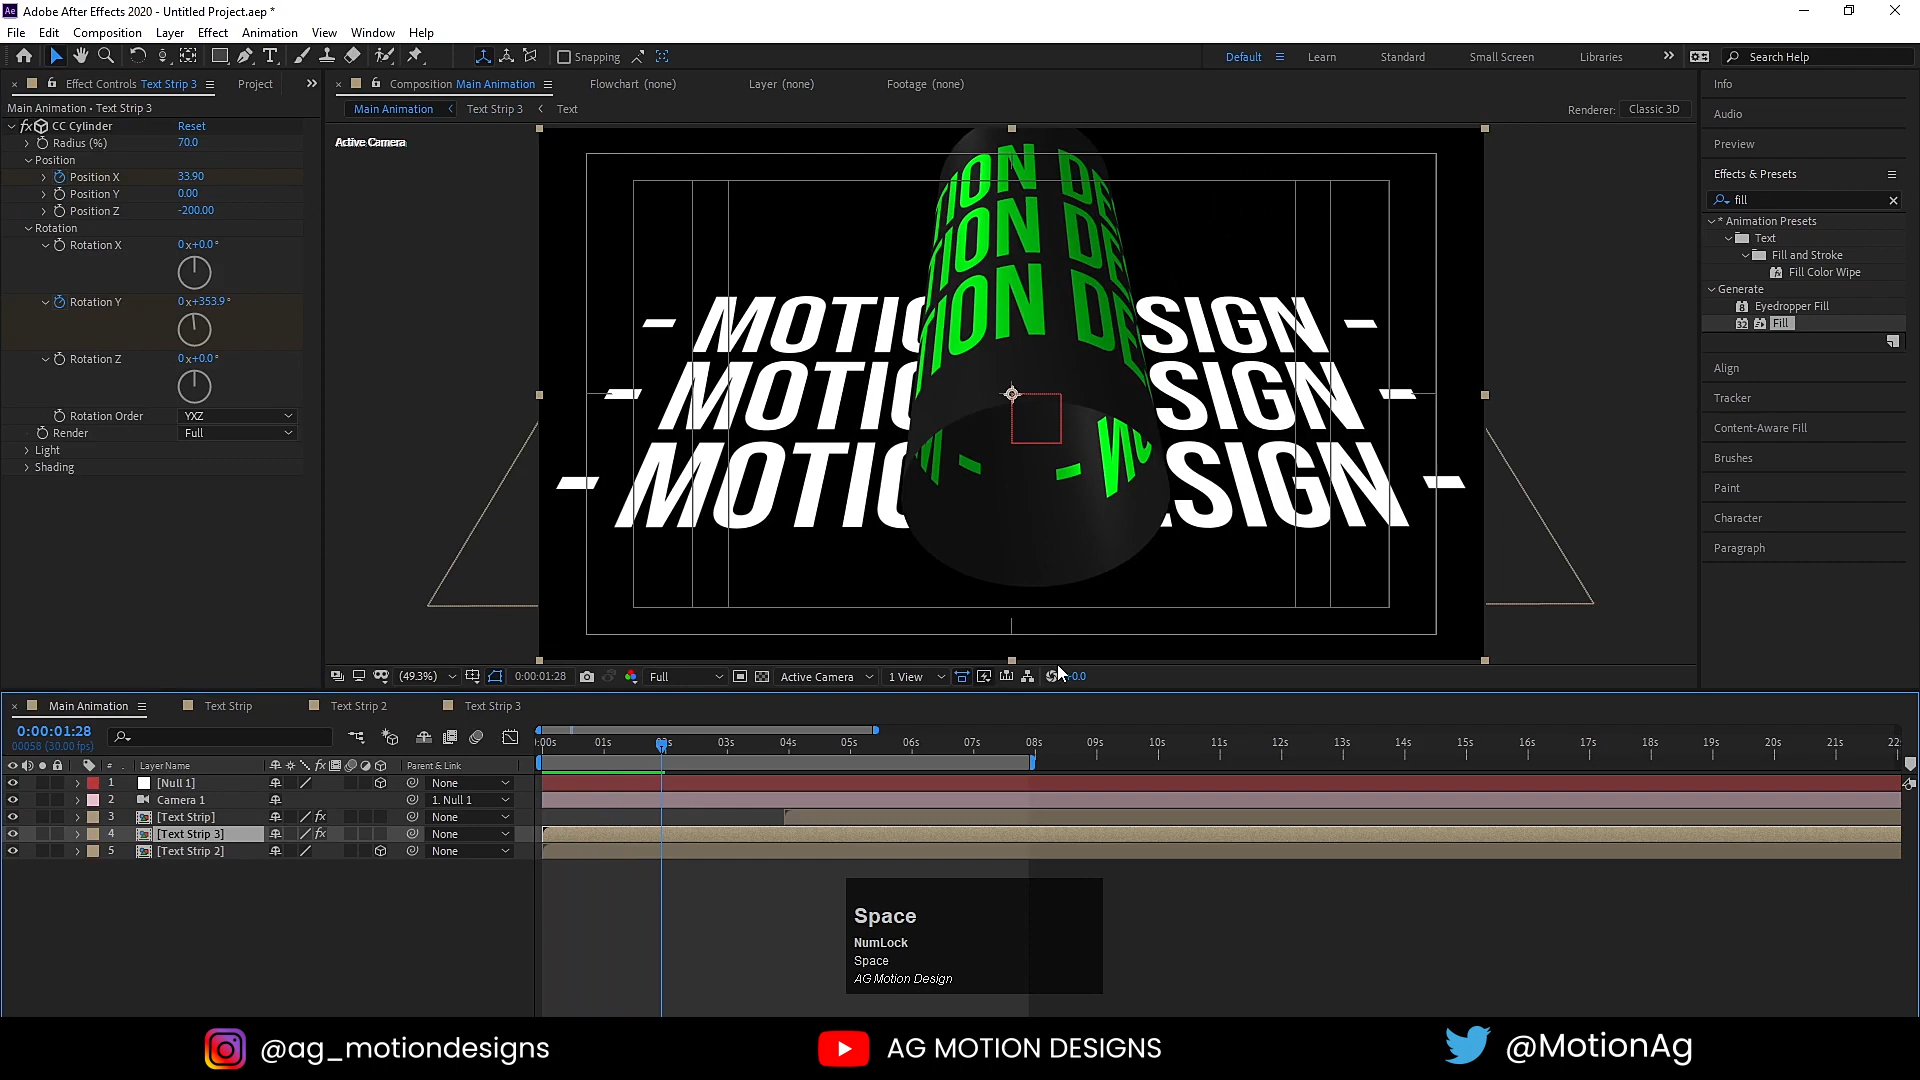 Adobe After Effects 2020 - Untitled Project.aep *
File Edit Composition Layer Effect Animation View Window Help
Snapping
Default Learn Standard Small Screen Libraries Search Help
Effect Controls Text Strip 3 Project
Composition Main Animation Flowchart (none) Layer (none) Footage (none)
Main Animation • Text Strip 3
Main Animation Text Strip 3 Text
Renderer: Classic 3D
fx CC Cylinder Reset
Radius (%) 70.0
Position
Position X 33.90
Position Y 0.00
Position Z -200.00
Rotation
Rotation X 0x+0.0°
Rotation Y 0x+353.9°
Rotation Z 0x+0.0°
Rotation Order YXZ
Render Full
Light
Shading
Active Camera
ION DE
ION DE
ION DE
- MOTIO SIGN -
- MOTIO SIGN -
- MOTIO ESIGN -
Info
Audio
Preview
Effects & Presets
fill
* Animation Presets
Text
Fill and Stroke
Fill Color Wipe
Generate
Eyedropper Fill
Fill
Align
Tracker
Content-Aware Fill
Brushes
Paint
Character
Paragraph
(49.3%) 0:00:01:28 Full Active Camera 1 View +0.0
Main Animation Text Strip Text Strip 2 Text Strip 3
0:00:01:28
00058 (30.00 fps)
:00s 01s 02s 03s 04s 05s 06s 07s 08s 09s 10s 11s 12s 13s 14s 15s 16s 17s 18s 19s 20s 21s 22
# Layer Name fx Parent & Link
1 [Null 1] None
2 Camera 1 1. Null 1
3 [Text Strip] fx None
4 [Text Strip 3] fx None
5 [Text Strip 2] None
Space
NumLock
Space
AG Motion Design
@ag_motiondesigns AG MOTION DESIGNS @MotionAg